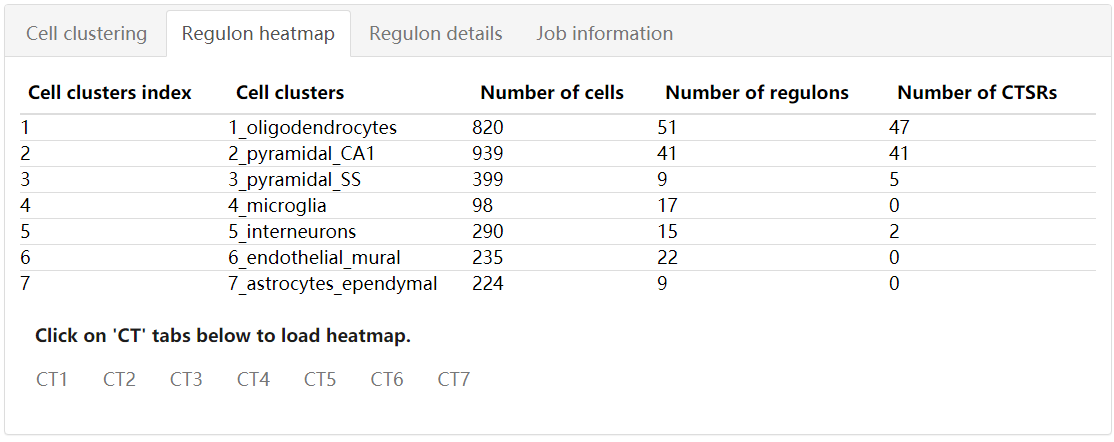 Cell clustering Regulon heatmap Regulon details Job information
Cell clusters index Cell clusters Number of cells Number of regulons Number of CTSRs
1 1_oligodendrocytes 820 51 47
2 2_pyramidal_CA1 939 41 41
3 3_pyramidal_SS 399 9 5
4 4_microglia 98 17 0
5 5_interneurons 290 15 2
6 6_endothelial_mural 235 22 0
7 7_astrocytes_ependymal 224 9 0
Click on 'CT' tabs below to load heatmap.
CT1 CT2 CT3 CT4 CT5 CT6 CT7